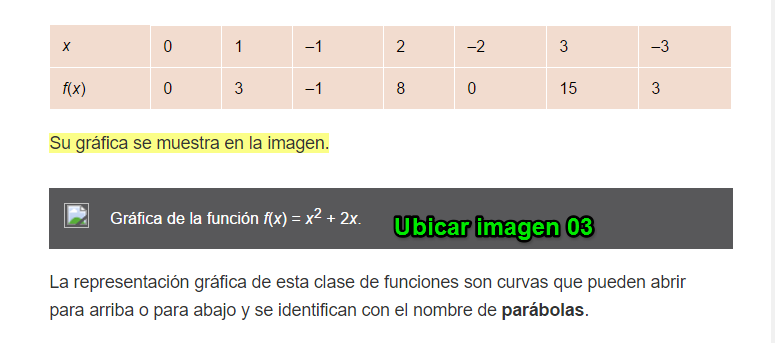 x 0 1 –1 2 –2 3 –3
f(x) 0 3 –1 8 0 15 3
Su gráfica se muestra en la imagen.
Gráfica de la función f(x) = x² + 2x. Ubicar imagen 03
La representación gráfica de esta clase de funciones son curvas que pueden abrir
para arriba o para abajo y se identifican con el nombre de parábolas.